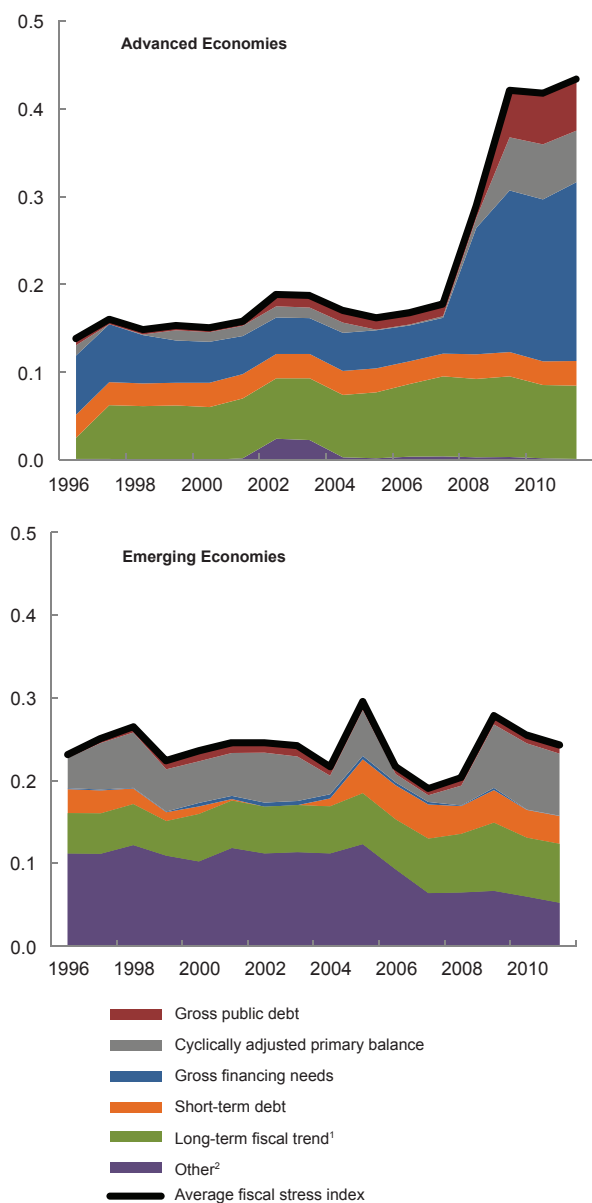 0.5
Advanced Economies
0.4
0.3
0.2
0.1
0.0
1996 1998 2000 2002 2004 2006 2008 2010
0.5
Emerging Economies
0.4
0.3
0.2
0.1
0.0
1996 1998 2000 2002 2004 2006 2008 2010
Gross public debt
Cyclically adjusted primary balance
Gross financing needs
Short-term debt
Long-term fiscal trend¹
Other²
Average fiscal stress index